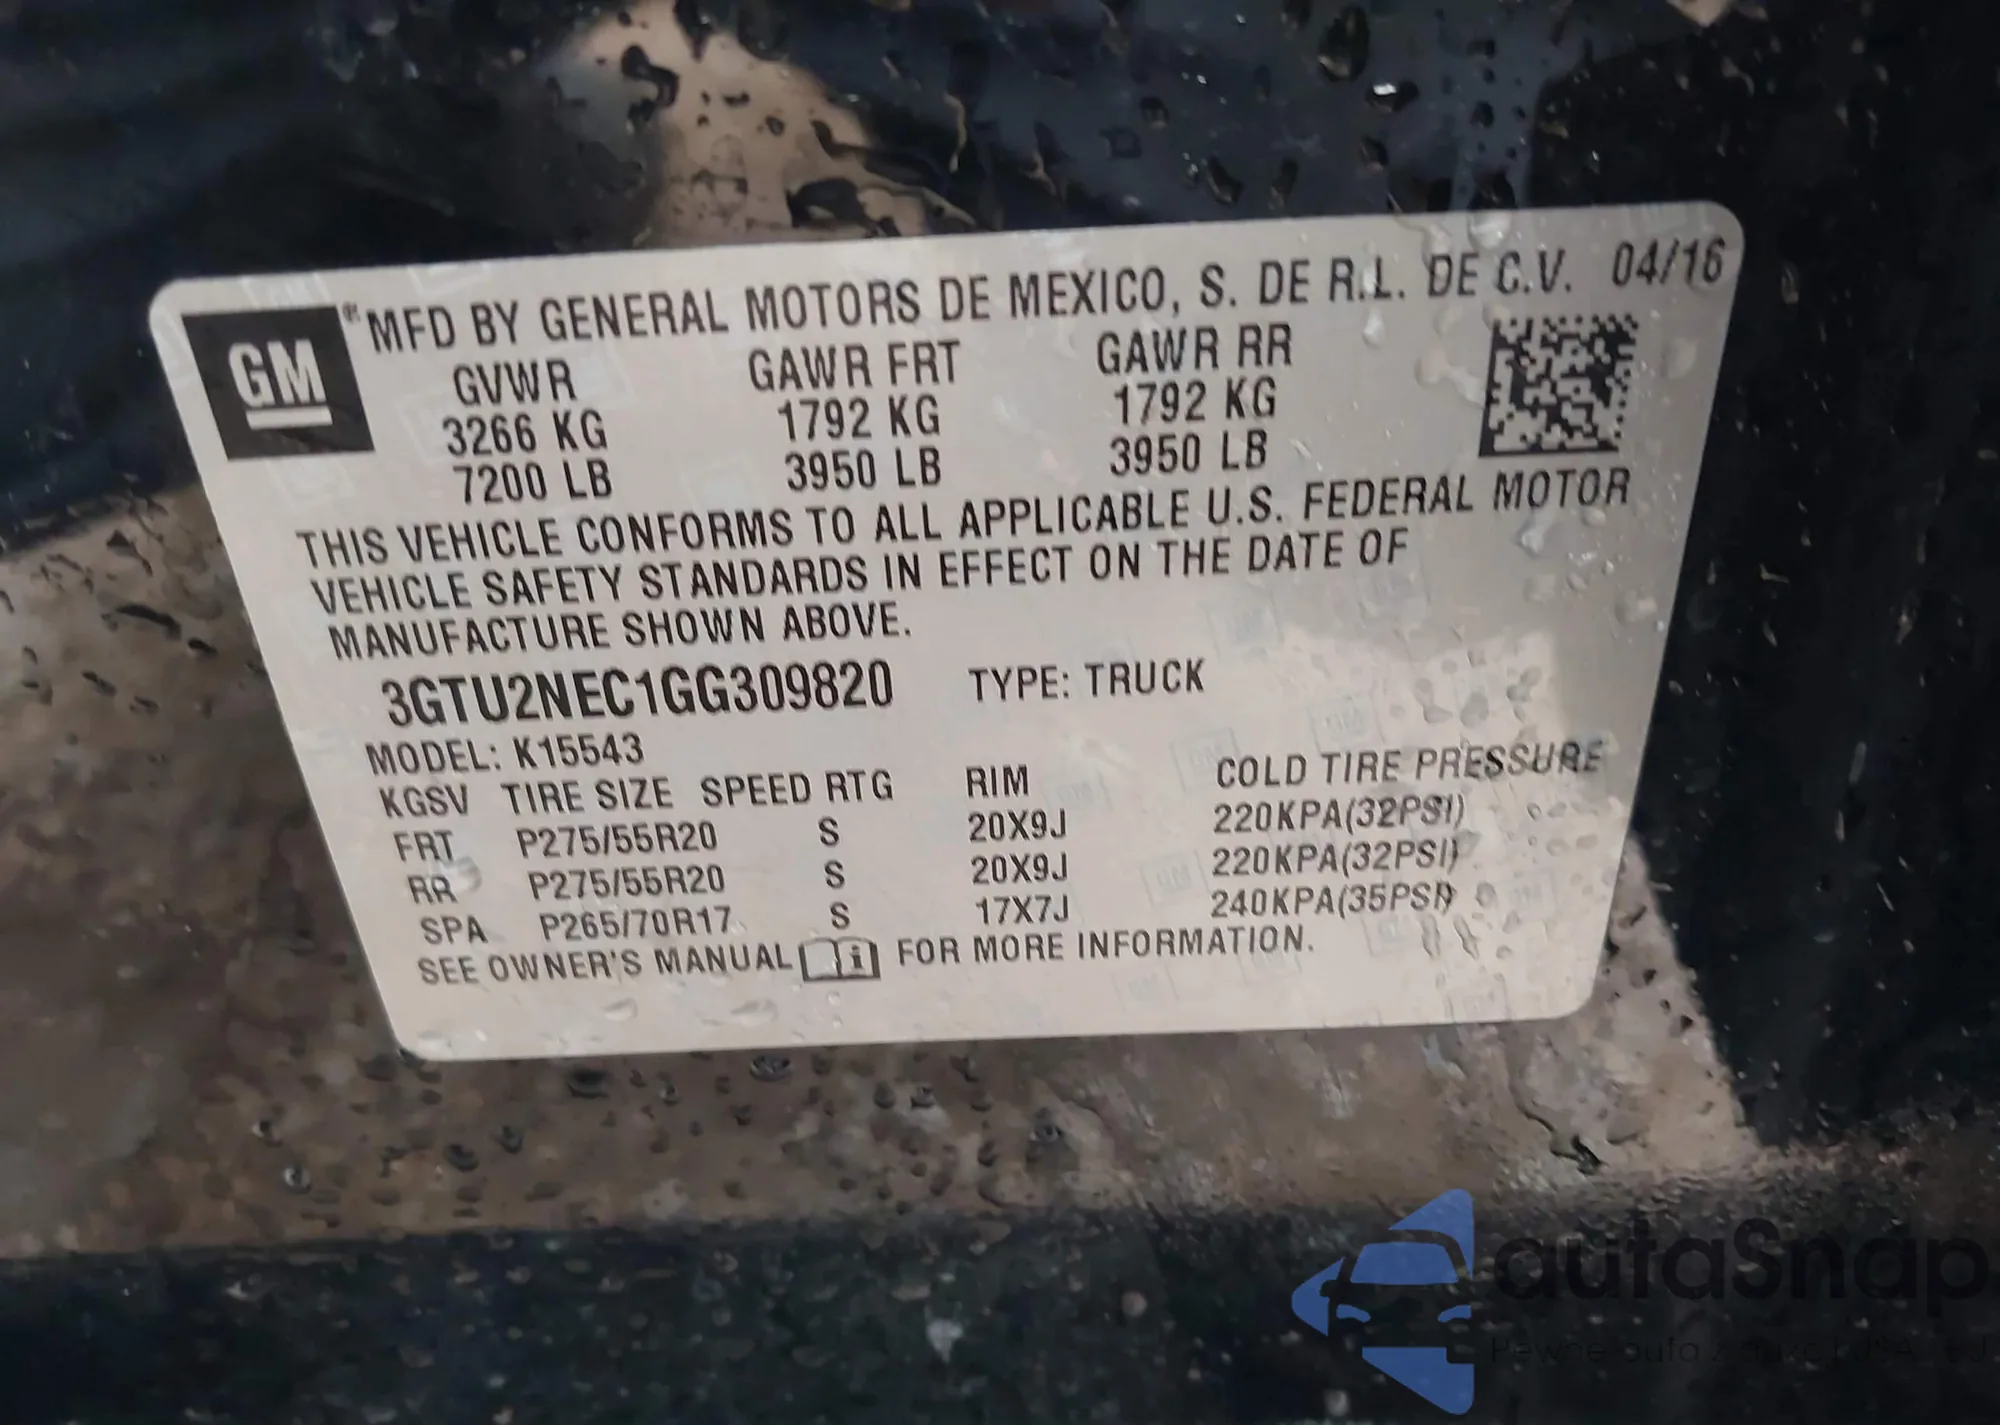 GM ® MFD BY GENERAL MOTORS DE MEXICO, S. DE R.L. DE C.V. 04/16
GVWR GAWR FRT GAWR RR
3266 KG 1792 KG 1792 KG
7200 LB 3950 LB 3950 LB
THIS VEHICLE CONFORMS TO ALL APPLICABLE U.S. FEDERAL MOTOR
VEHICLE SAFETY STANDARDS IN EFFECT ON THE DATE OF
MANUFACTURE SHOWN ABOVE.
3GTU2NEC1GG309820 TYPE: TRUCK
MODEL: K15543
KGSV TIRE SIZE SPEED RTG RIM COLD TIRE PRESSURE
FRT P275/55R20 S 20X9J 220KPA(32PSI)
RR P275/55R20 S 20X9J 220KPA(32PSI)
SPA P265/70R17 S 17X7J 240KPA(35PSI)
SEE OWNER'S MANUAL i FOR MORE INFORMATION.
autaSnap
Pewne auta z